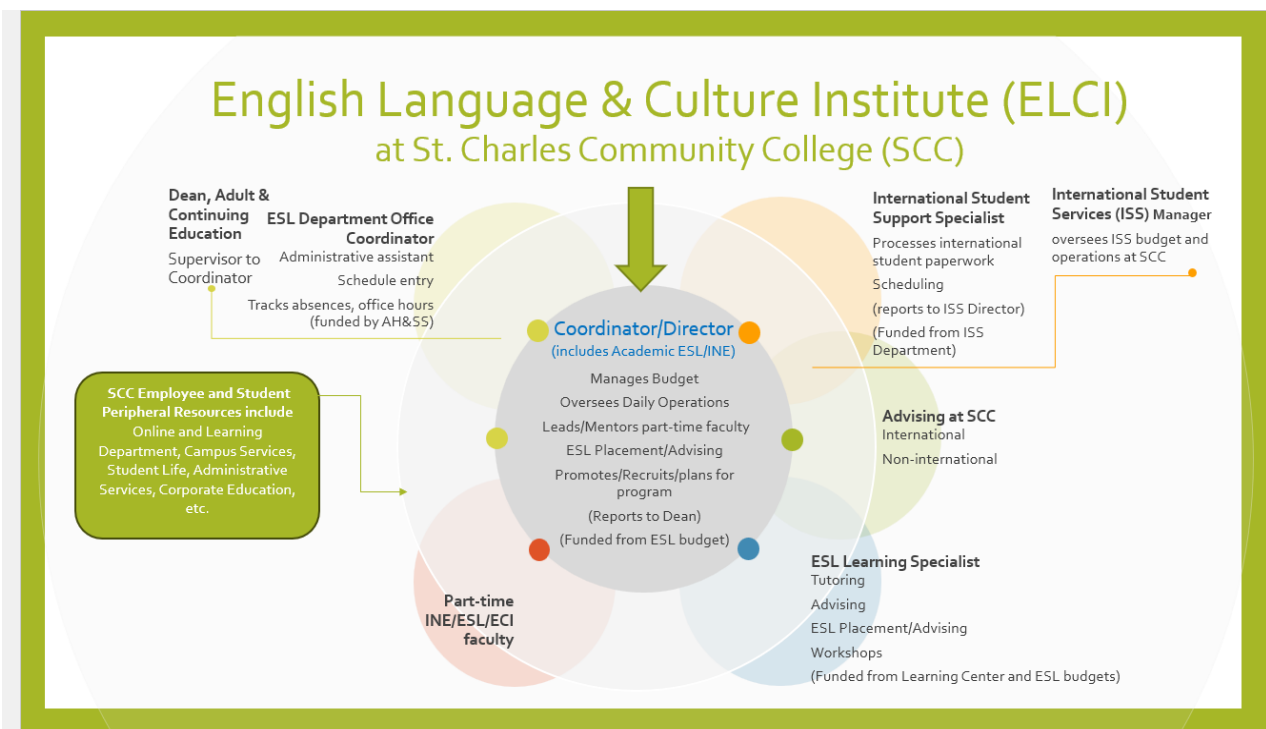 English Language & Culture Institute (ELCI)
at St. Charles Community College (SCC)
Dean, Adult &
Continuing
Education
Supervisor to
Coordinator
ESL Department Office
Coordinator
Administrative assistant
Schedule entry
Tracks absences, office hours
(funded by AH&SS)
International Student
Support Specialist
Processes international
student paperwork
Scheduling
(reports to ISS Director)
(Funded from ISS
Department)
International Student
Services (ISS) Manager
oversees ISS budget and
operations at SCC
Coordinator/Director
(includes Academic ESL/INE)
Manages Budget
Oversees Daily Operations
Leads/Mentors part-time faculty
ESL Placement/Advising
Promotes/Recruits/plans for
program
(Reports to Dean)
(Funded from ESL budget)
SCC Employee and Student
Peripheral Resources include
Online and Learning
Department, Campus Services,
Student Life, Administrative
Services, Corporate Education,
etc.
Advising at SCC
International
Non-international
Part-time
INE/ESL/ECI
faculty
ESL Learning Specialist
Tutoring
Advising
ESL Placement/Advising
Workshops
(Funded from Learning Center and ESL budgets)